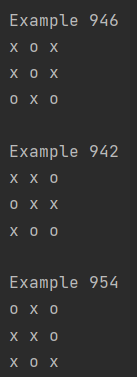 Example 946
x o x
x o x
o x o

Example 942
x x o
o x x
x o o

Example 954
o x o
x x o
x o x